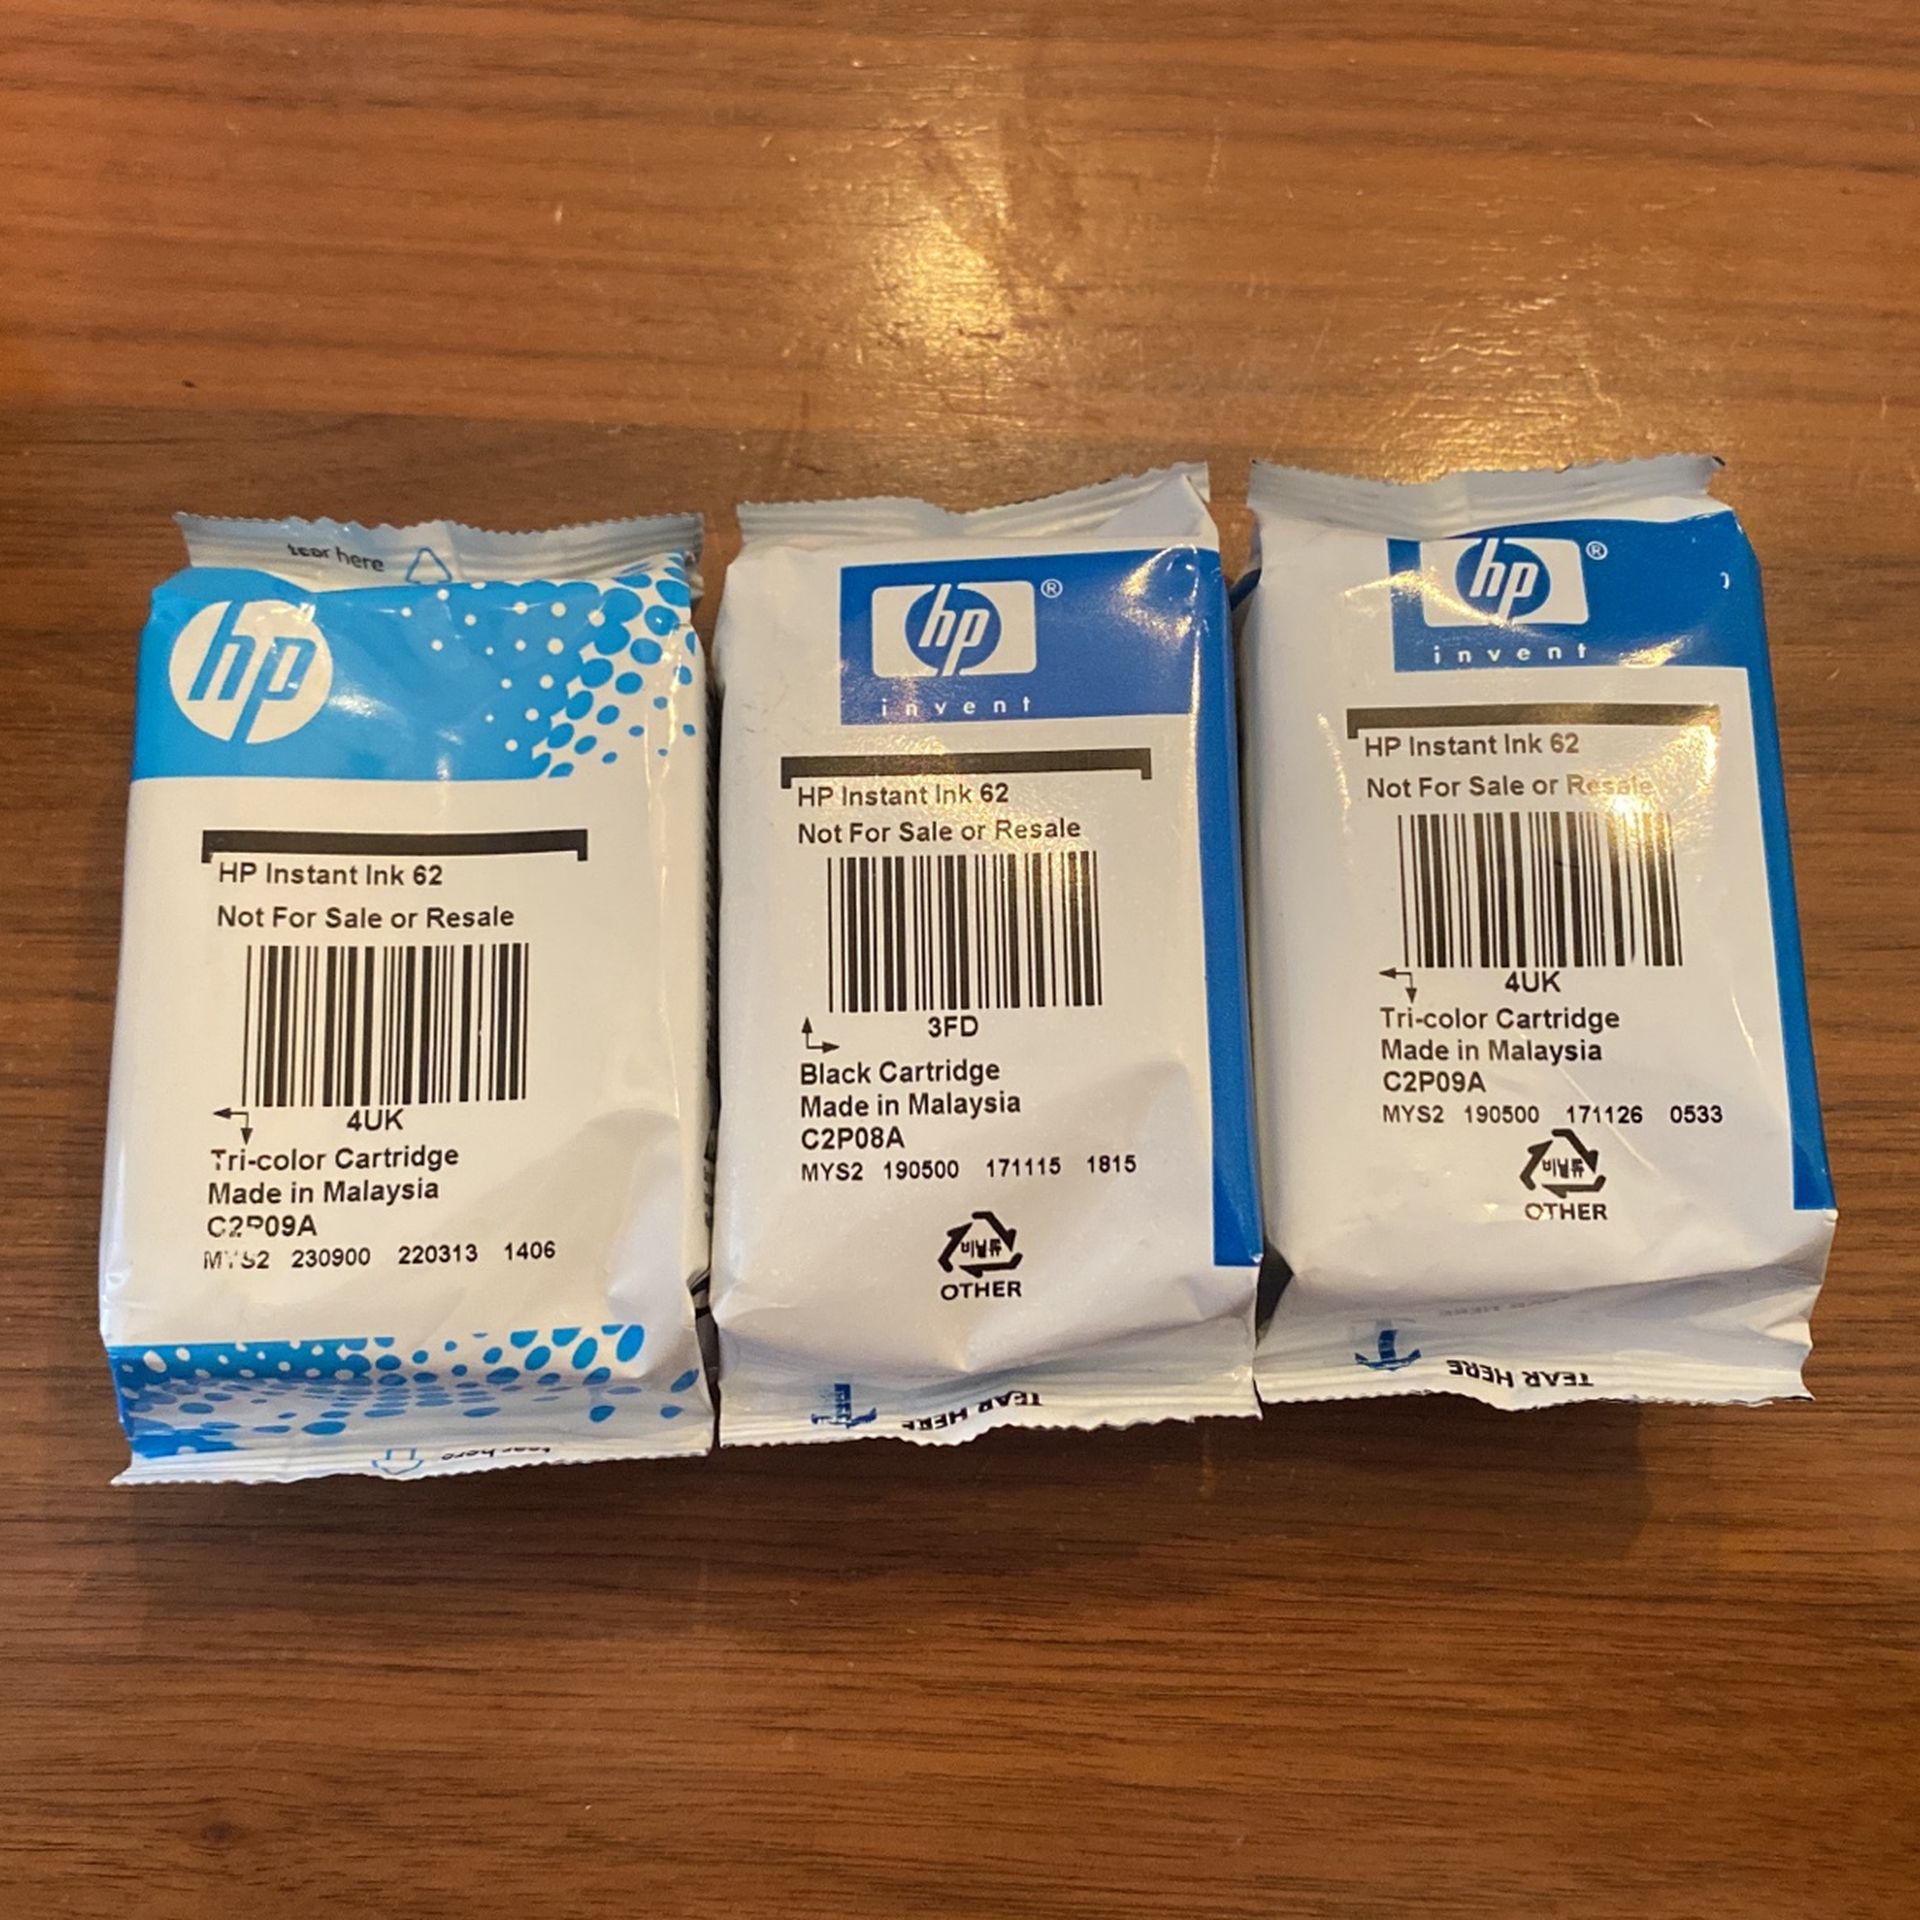 tear here
hp
HP Instant Ink 62
Not For Sale or Resale
4UK
Tri-color Cartridge
Made in Malaysia
C2P09A
MYS2 230900 220313 1406
tear here
hp®
invent
HP Instant Ink 62
Not For Sale or Resale
3FD
Black Cartridge
Made in Malaysia
C2P08A
MYS2 190500 171115 1815
비닐류
OTHER
TEAR HERE
hp®
invent
HP Instant Ink 62
Not For Sale or Resale
4UK
Tri-color Cartridge
Made in Malaysia
C2P09A
MYS2 190500 171126 0533
비닐류
OTHER
TEAR HERE